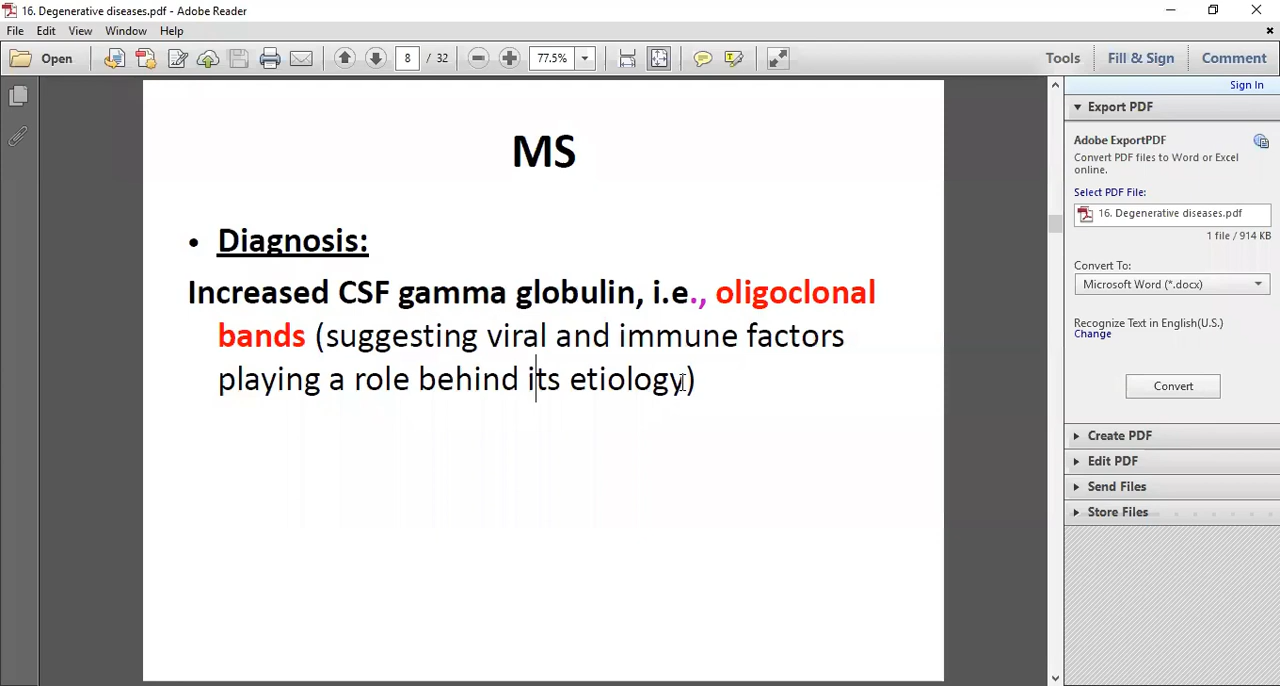 16. Degenerative diseases.pdf - Adobe Reader
File Edit View Window Help
Open 8 / 32 77.5% Tools Fill & Sign Comment
Sign In
Export PDF
Adobe ExportPDF
Convert PDF files to Word or Excel
online.
Select PDF File:
16. Degenerative diseases.pdf
1 file / 914 KB
Convert To:
Microsoft Word (*.docx)
Recognize Text in English(U.S.)
Change
Convert
Create PDF
Edit PDF
Send Files
Store Files
MS
• Diagnosis:
Increased CSF gamma globulin, i.e., oligoclonal
bands (suggesting viral and immune factors
playing a role behind its etiology)